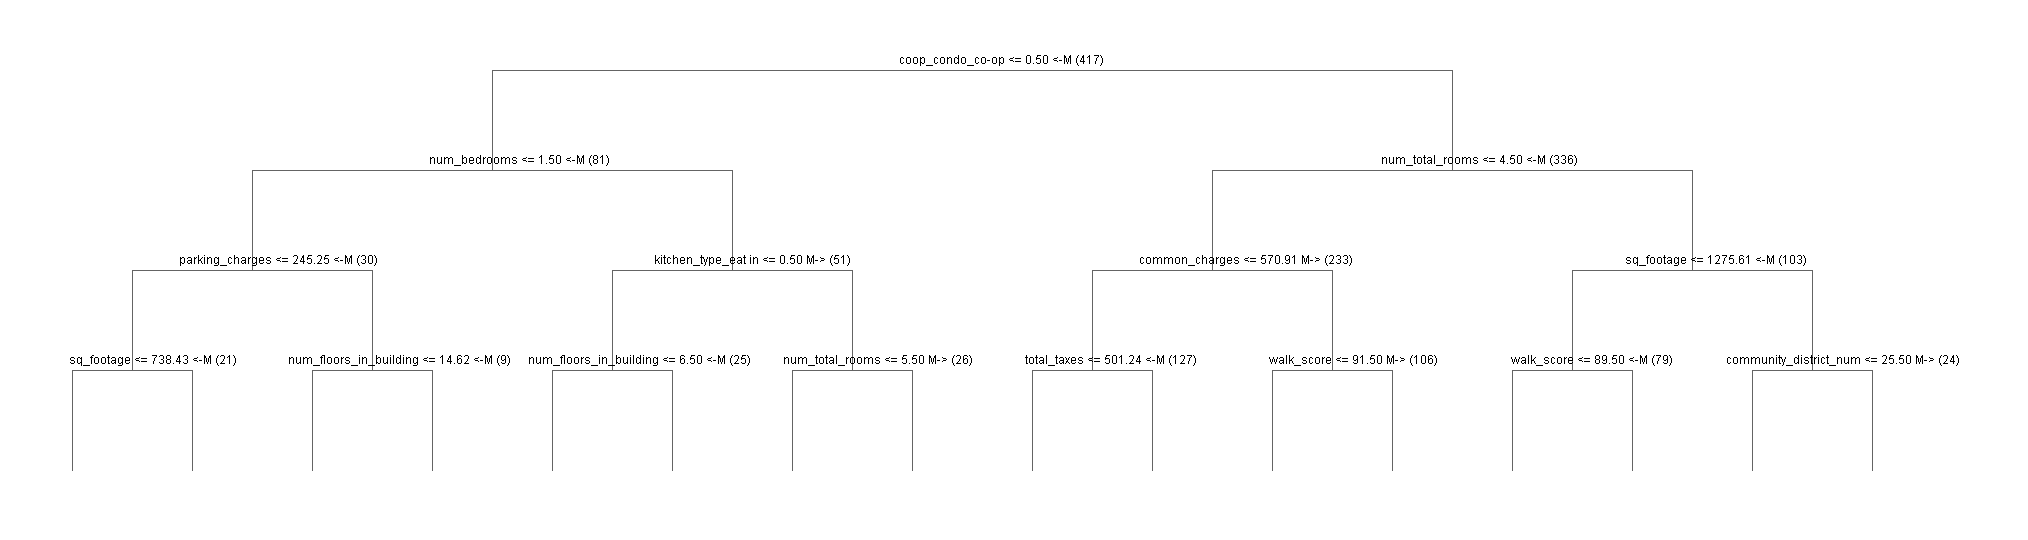 coop_condo_co-op <= 0.50 <-M (417)
num_bedrooms <= 1.50 <-M (81)
num_total_rooms <= 4.50 <-M (336)
parking_charges <= 245.25 <-M (30)
kitchen_type_eat in <= 0.50 M-> (51)
common_charges <= 570.91 M-> (233)
sq_footage <= 1275.61 <-M (103)
sq_footage <= 738.43 <-M (21)
num_floors_in_building <= 14.62 <-M (9)
num_floors_in_building <= 6.50 <-M (25)
num_total_rooms <= 5.50 M-> (26)
total_taxes <= 501.24 <-M (127)
walk_score <= 91.50 M-> (106)
walk_score <= 89.50 <-M (79)
community_district_num <= 25.50 M-> (24)